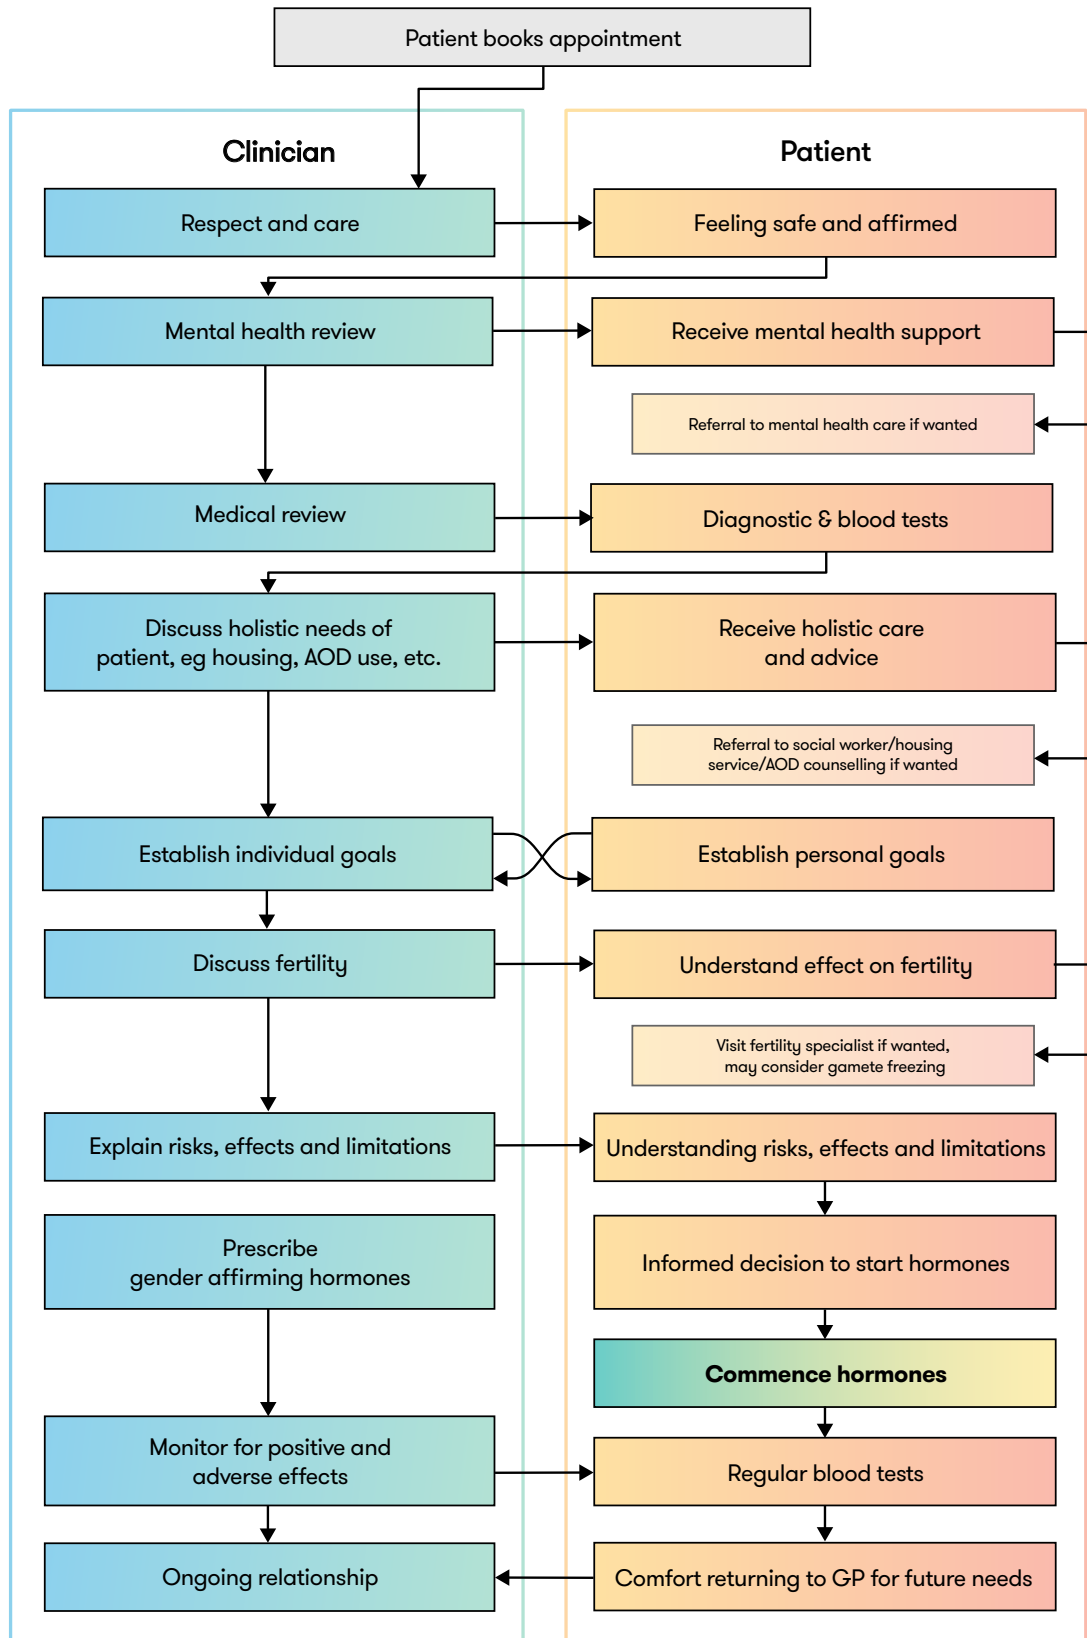 Patient books appointment
Clinician
Patient
Respect and care
Feeling safe and affirmed
Mental health review
Receive mental health support
Referral to mental health care if wanted
Medical review
Diagnostic & blood tests
Discuss holistic needs of
patient, eg housing, AOD use, etc.
Receive holistic care
and advice
Referral to social worker/housing
service/AOD counselling if wanted
Establish individual goals
Establish personal goals
Discuss fertility
Understand effect on fertility
Visit fertility specialist if wanted,
may consider gamete freezing
Explain risks, effects and limitations
Understanding risks, effects and limitations
Prescribe
gender affirming hormones
Informed decision to start hormones
Commence hormones
Monitor for positive and
adverse effects
Regular blood tests
Ongoing relationship
Comfort returning to GP for future needs